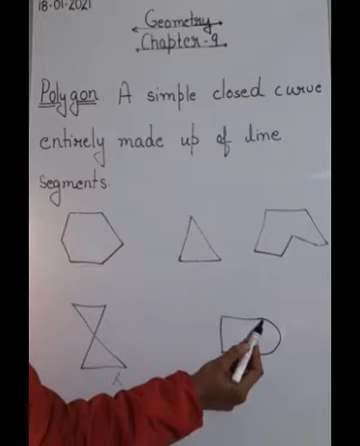 18-01-2021
Geometry
Chapter-9
Polygon A simple closed curve
entirely made up of line
segments.